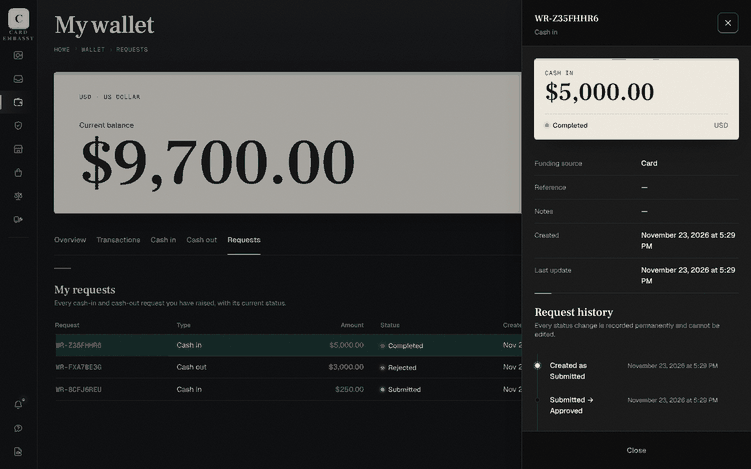 C
CARD
EMBASSY
My wallet
HOME · WALLET · REQUESTS
USD · US DOLLAR
Current balance
$9,700.00
Overview Transactions Cash in Cash out Requests
My requests
Every cash-in and cash-out request you have raised, with its current status.
Request Type Amount Status
WR-Z35FHHR6 Cash in $5,000.00 Completed Nov 2
WR-FXA7BE3G Cash out $3,000.00 Rejected Nov 2
Cash in $250.00 Submitted Nov 2
WR-Z35FHHR6
Cash in
CASH IN
$5,000.00
Completed USD
Funding source Card
Reference —
Notes —
Created November 23, 2026 at 5:29
PM
Last update November 23, 2026 at 5:29
PM
Request history
Every status change is recorded permanently and cannot be
edited.
Created as
Submitted
November 23, 2026 at 5:29 PM
Submitted →
Approved
November 23, 2026 at 5:29 PM
Close